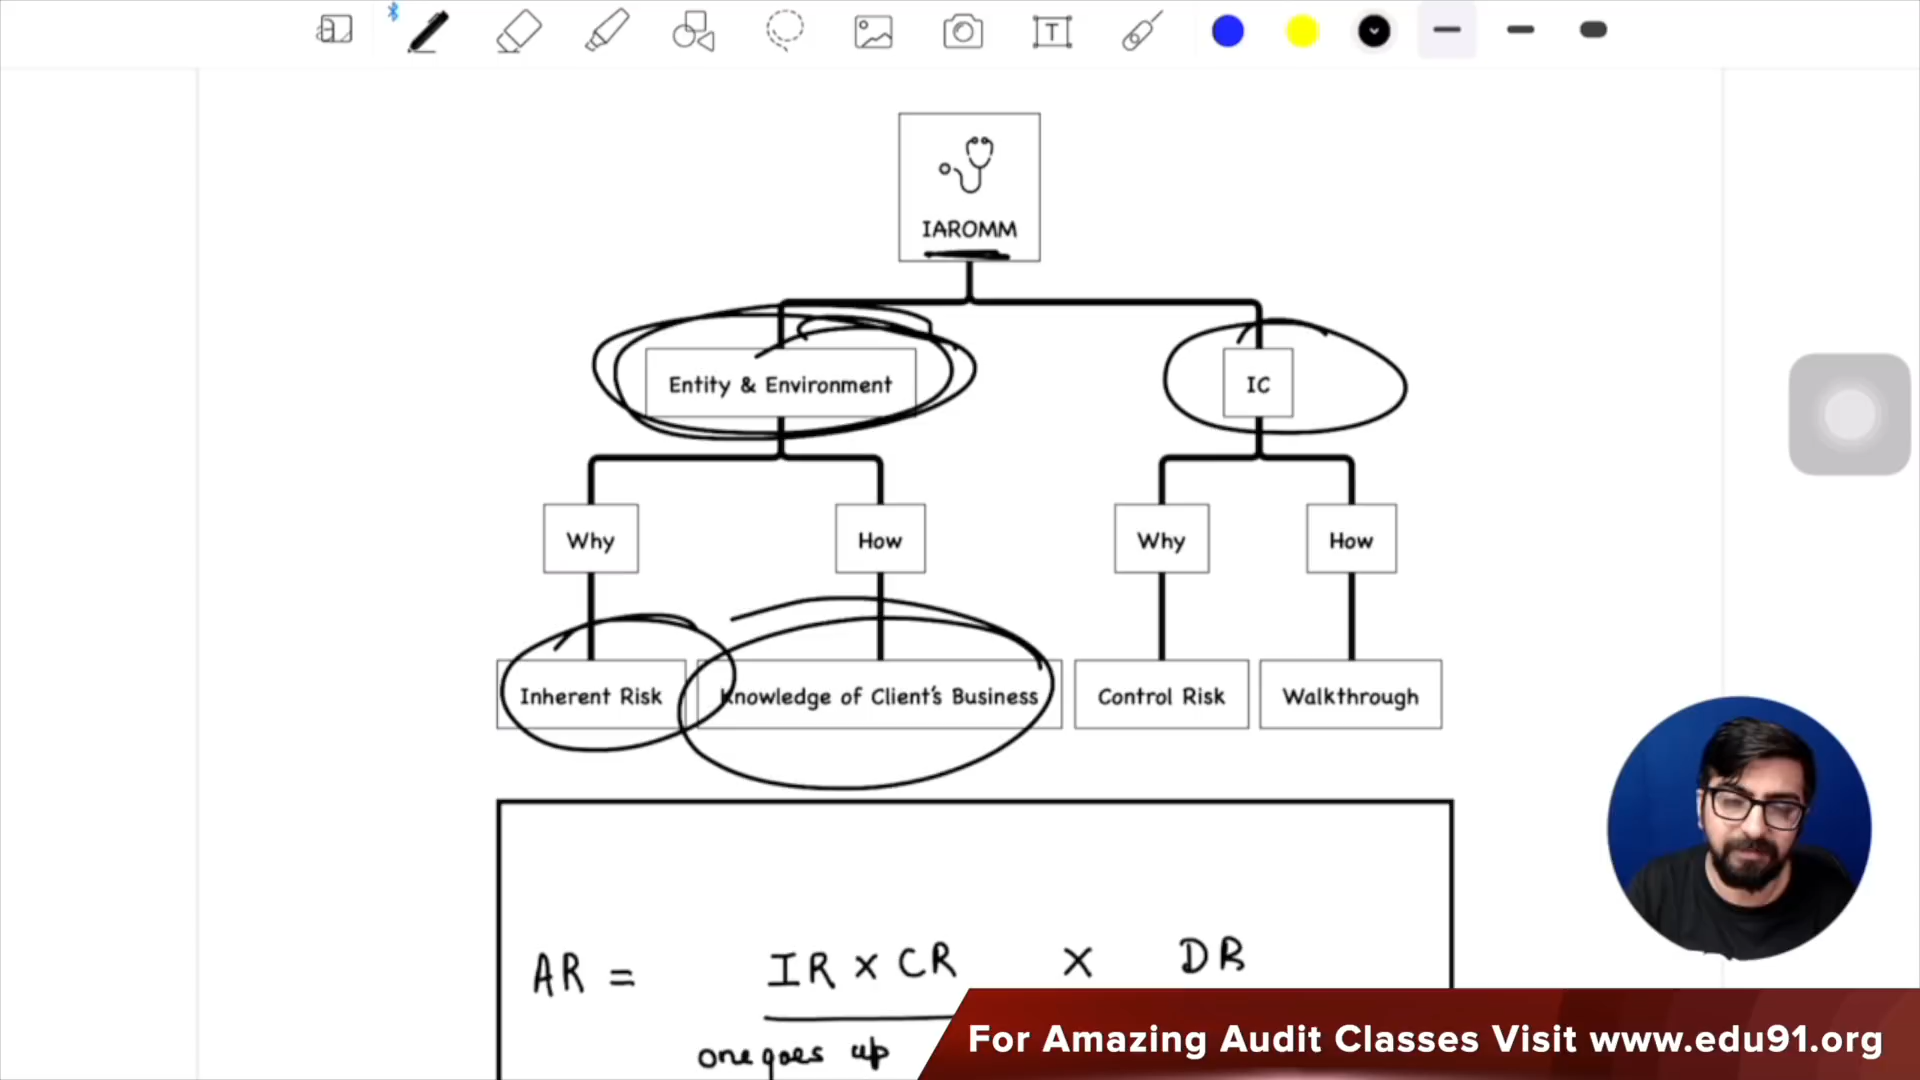 T
IAROMM
Entity & Environment
IC
Why
How
Why
How
Inherent Risk
Knowledge of Client's Business
Control Risk
Walkthrough
AR = IR x CR x DR
one goes up
For Amazing Audit Classes Visit www.edu91.org